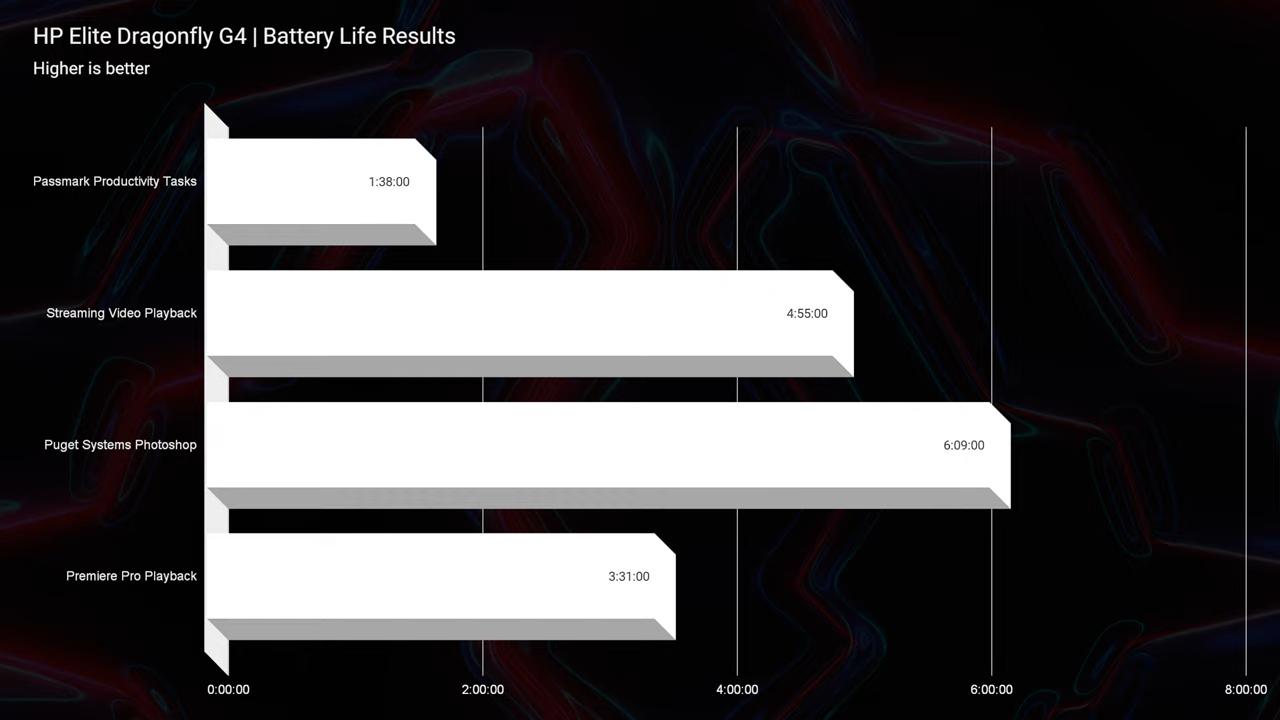 HP Elite Dragonfly G4 | Battery Life Results
Higher is better
Passmark Productivity Tasks
1:38:00
Streaming Video Playback
4:55:00
Puget Systems Photoshop
6:09:00
Premiere Pro Playback
3:31:00
0:00:00
2:00:00
4:00:00
6:00:00
8:00:00